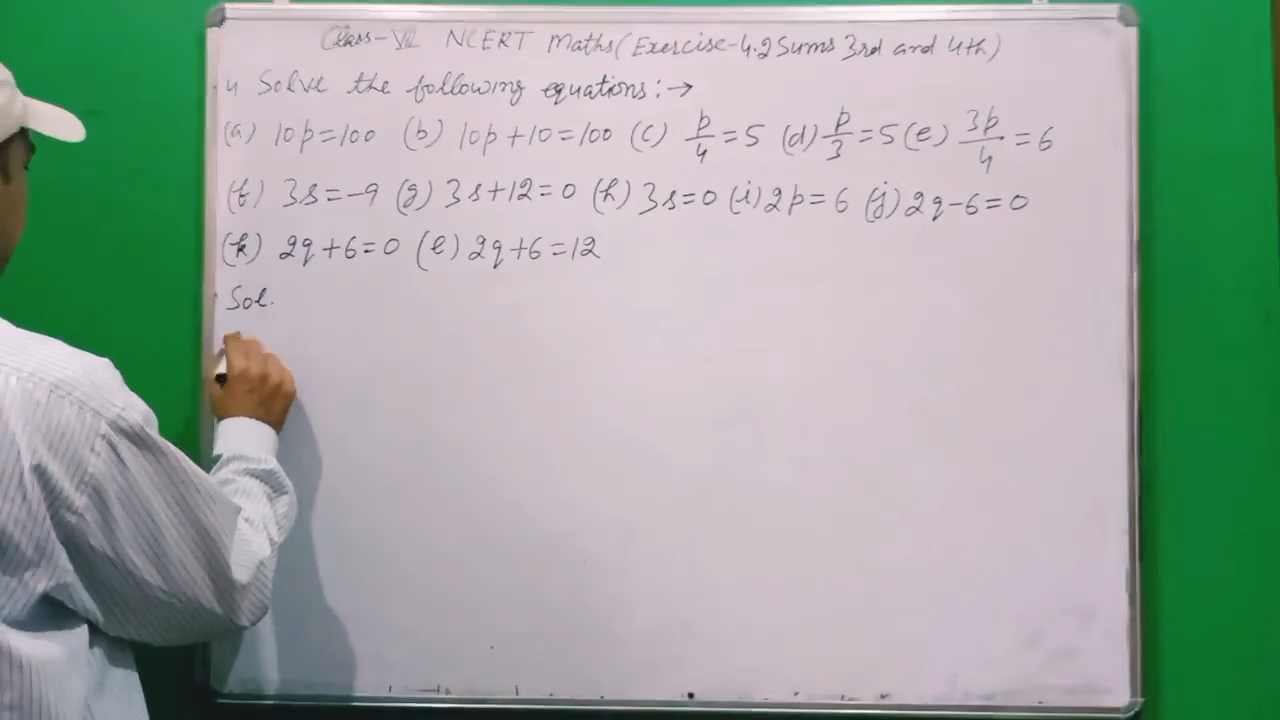 Class-VII NCERT Maths (Exercise-4.2 Sums 3rd and 4th)
4 Solve the following equations:→
(a) 10p=100 (b) 10p+10=100 (c) p/4=5 (d) p/3=5 (e) 3p/4=6
(f) 3s=-9 (g) 3s+12=0 (h) 3s=0 (i) 2p=6 (j) 2q-6=0
(k) 2q+6=0 (l) 2q+6=12
Sol.